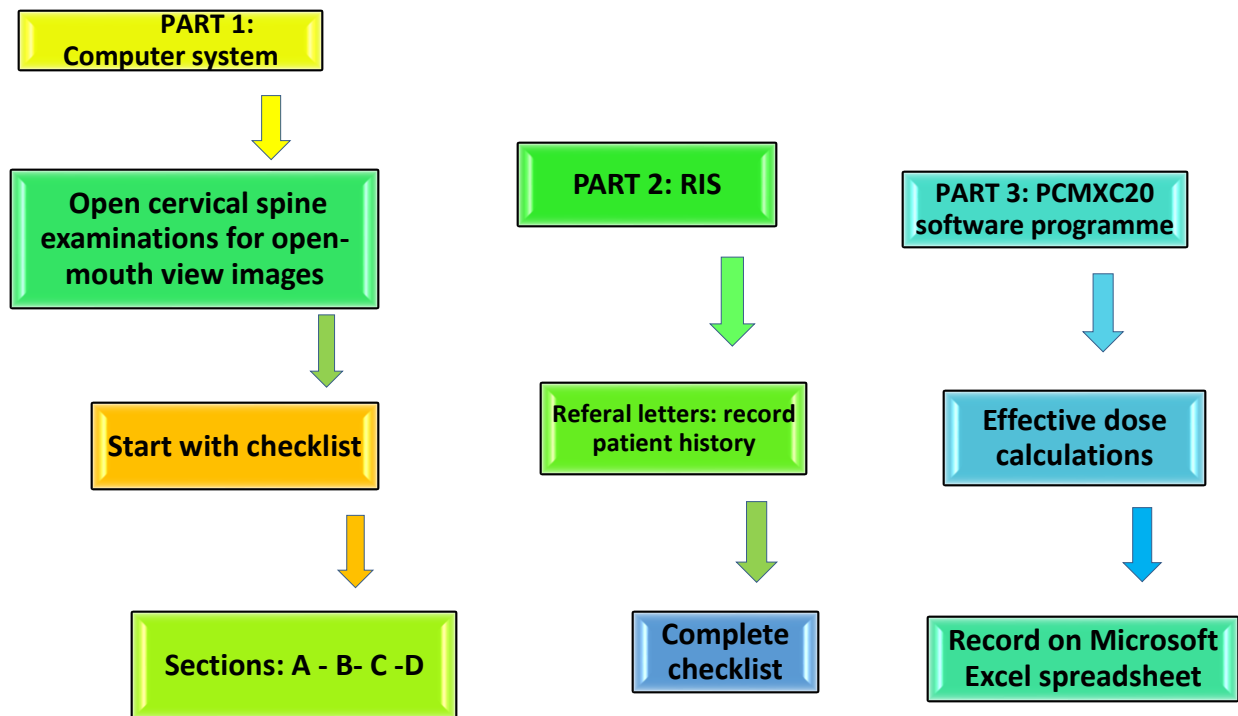 PART 1:
Computer system
Open cervical spine
examinations for open-
mouth view images
Start with checklist
Sections: A - B- C -D
PART 2: RIS
Referal letters: record
patient history
Complete
checklist
PART 3: PCMXC20
software programme
Effective dose
calculations
Record on Microsoft
Excel spreadsheet